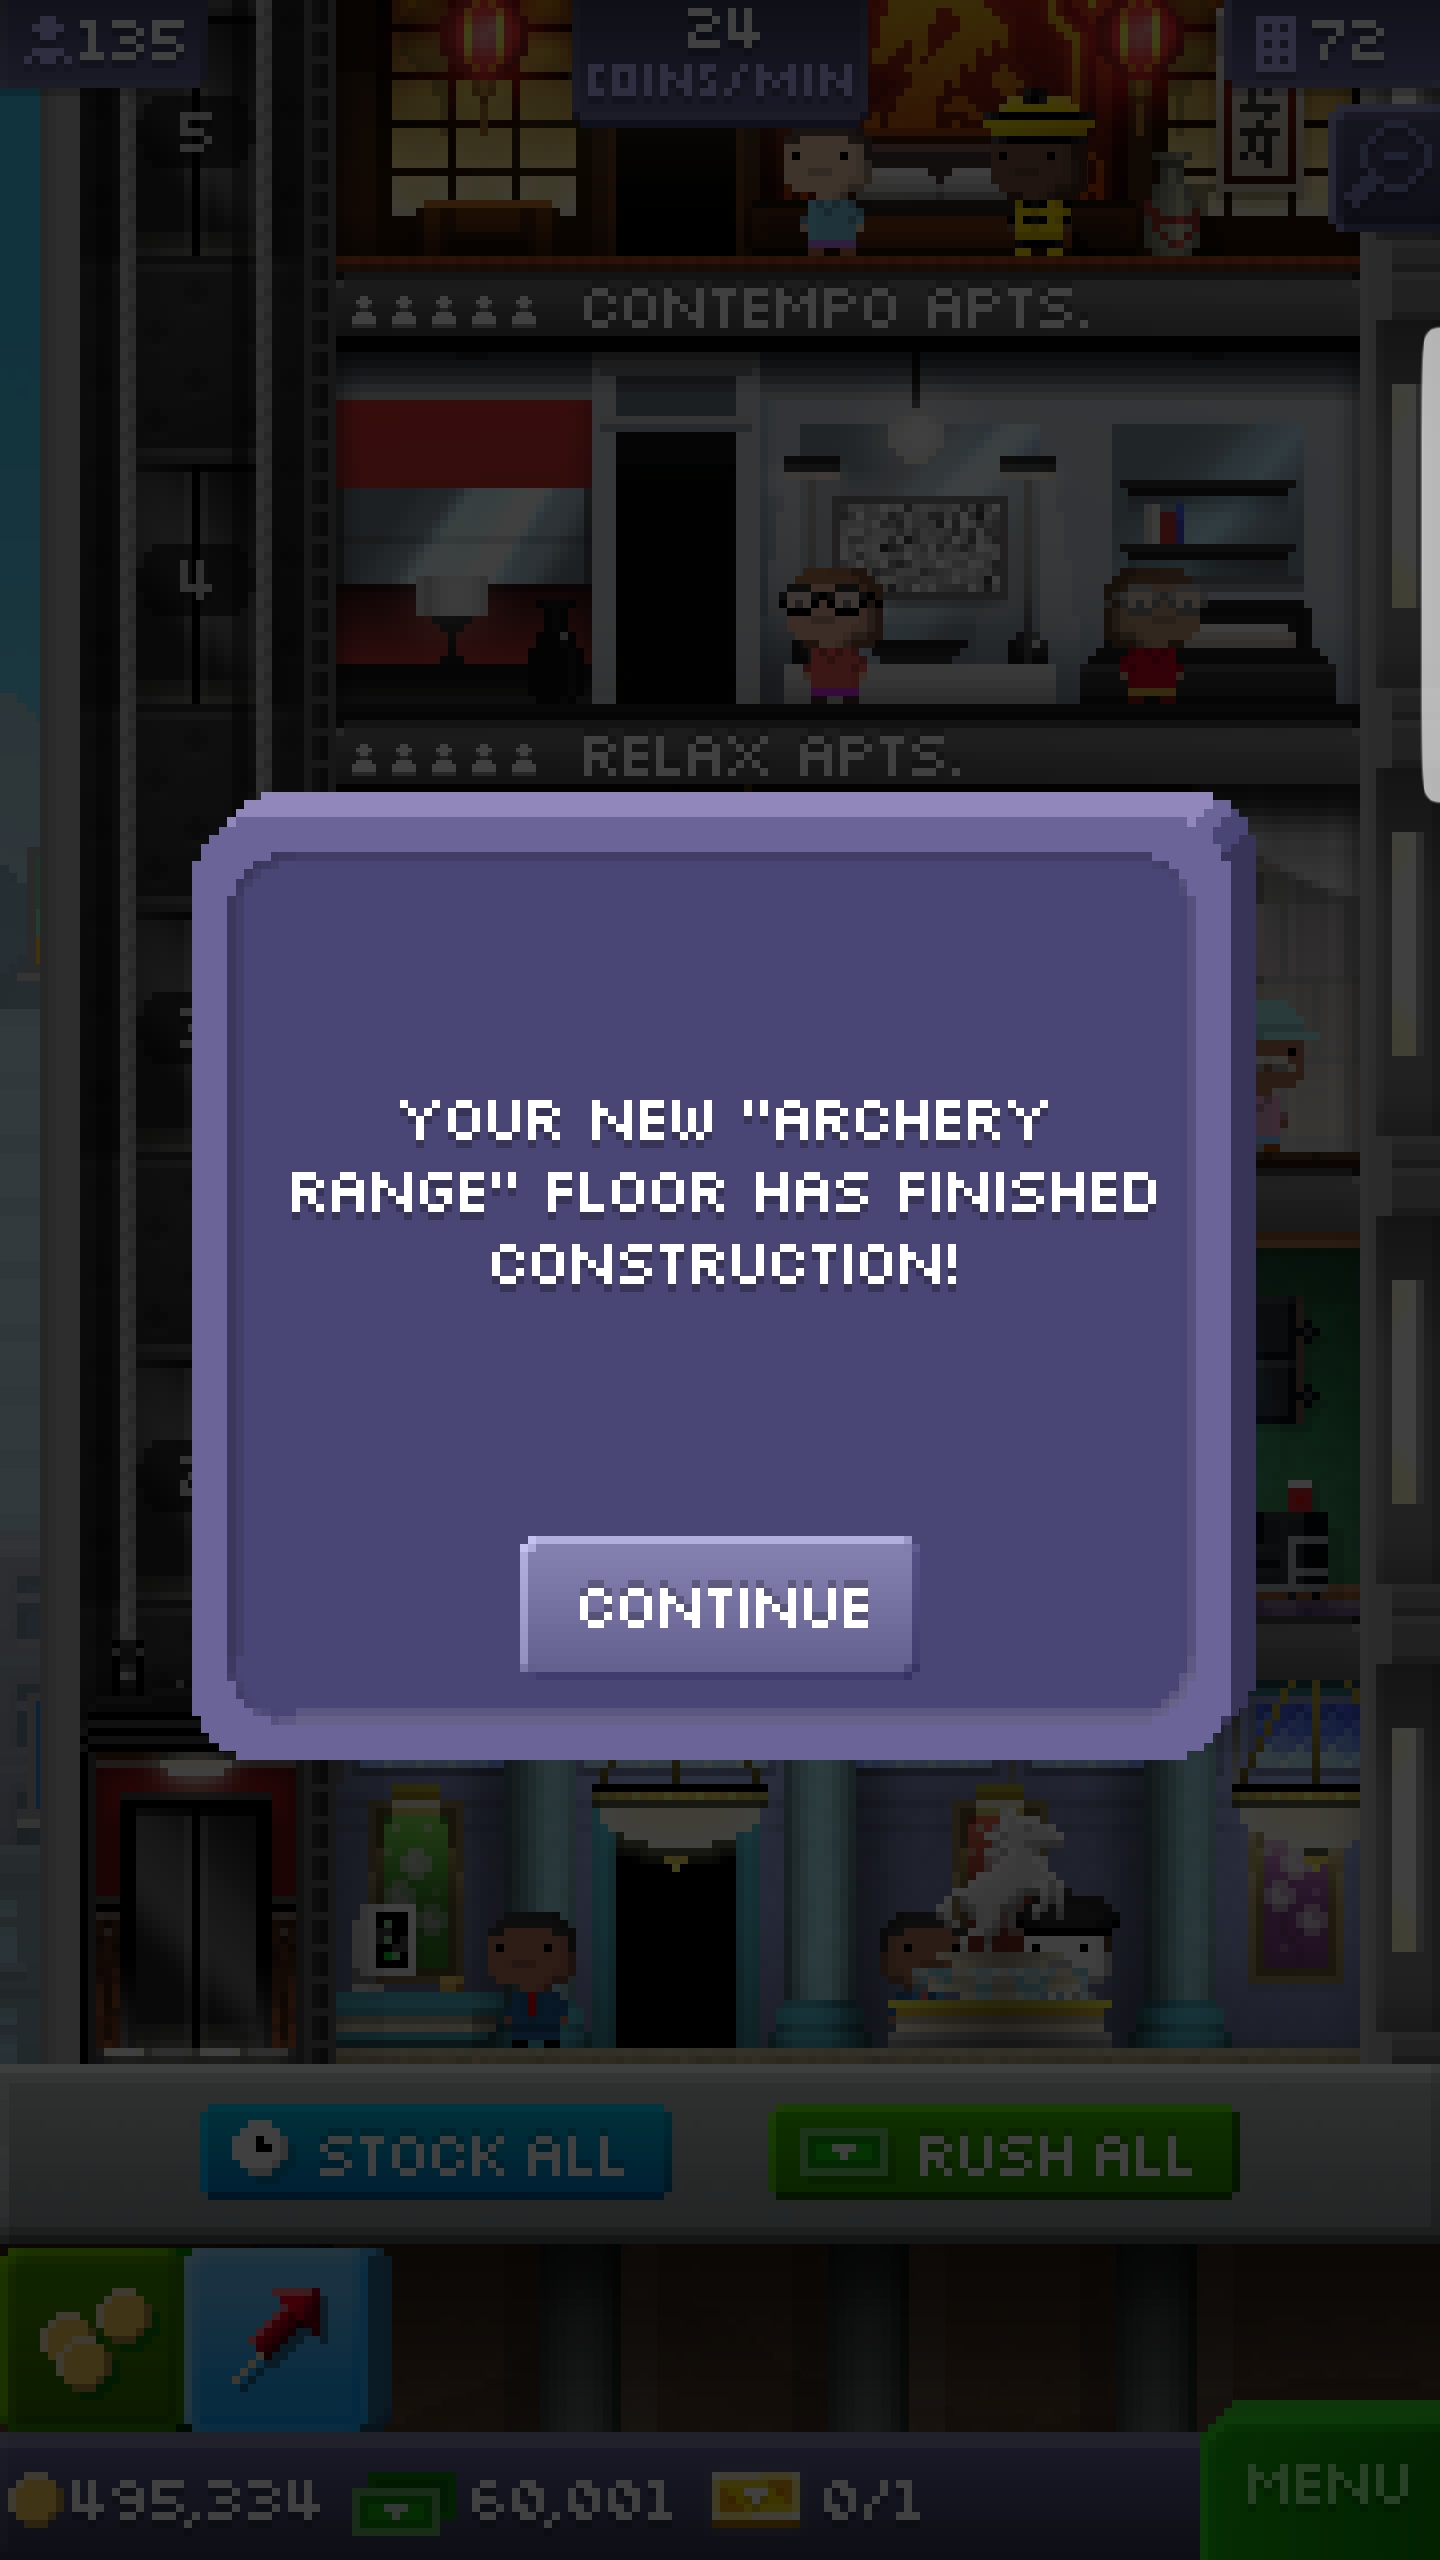 135
24
COINS/MIN
72
5
CONTEMPO APTS.
4
RELAX APTS.
YOUR NEW "ARCHERY
RANGE" FLOOR HAS FINISHED
CONSTRUCTION!
CONTINUE
STOCK ALL
RUSH ALL
495,334
60,001
0/1
MENU